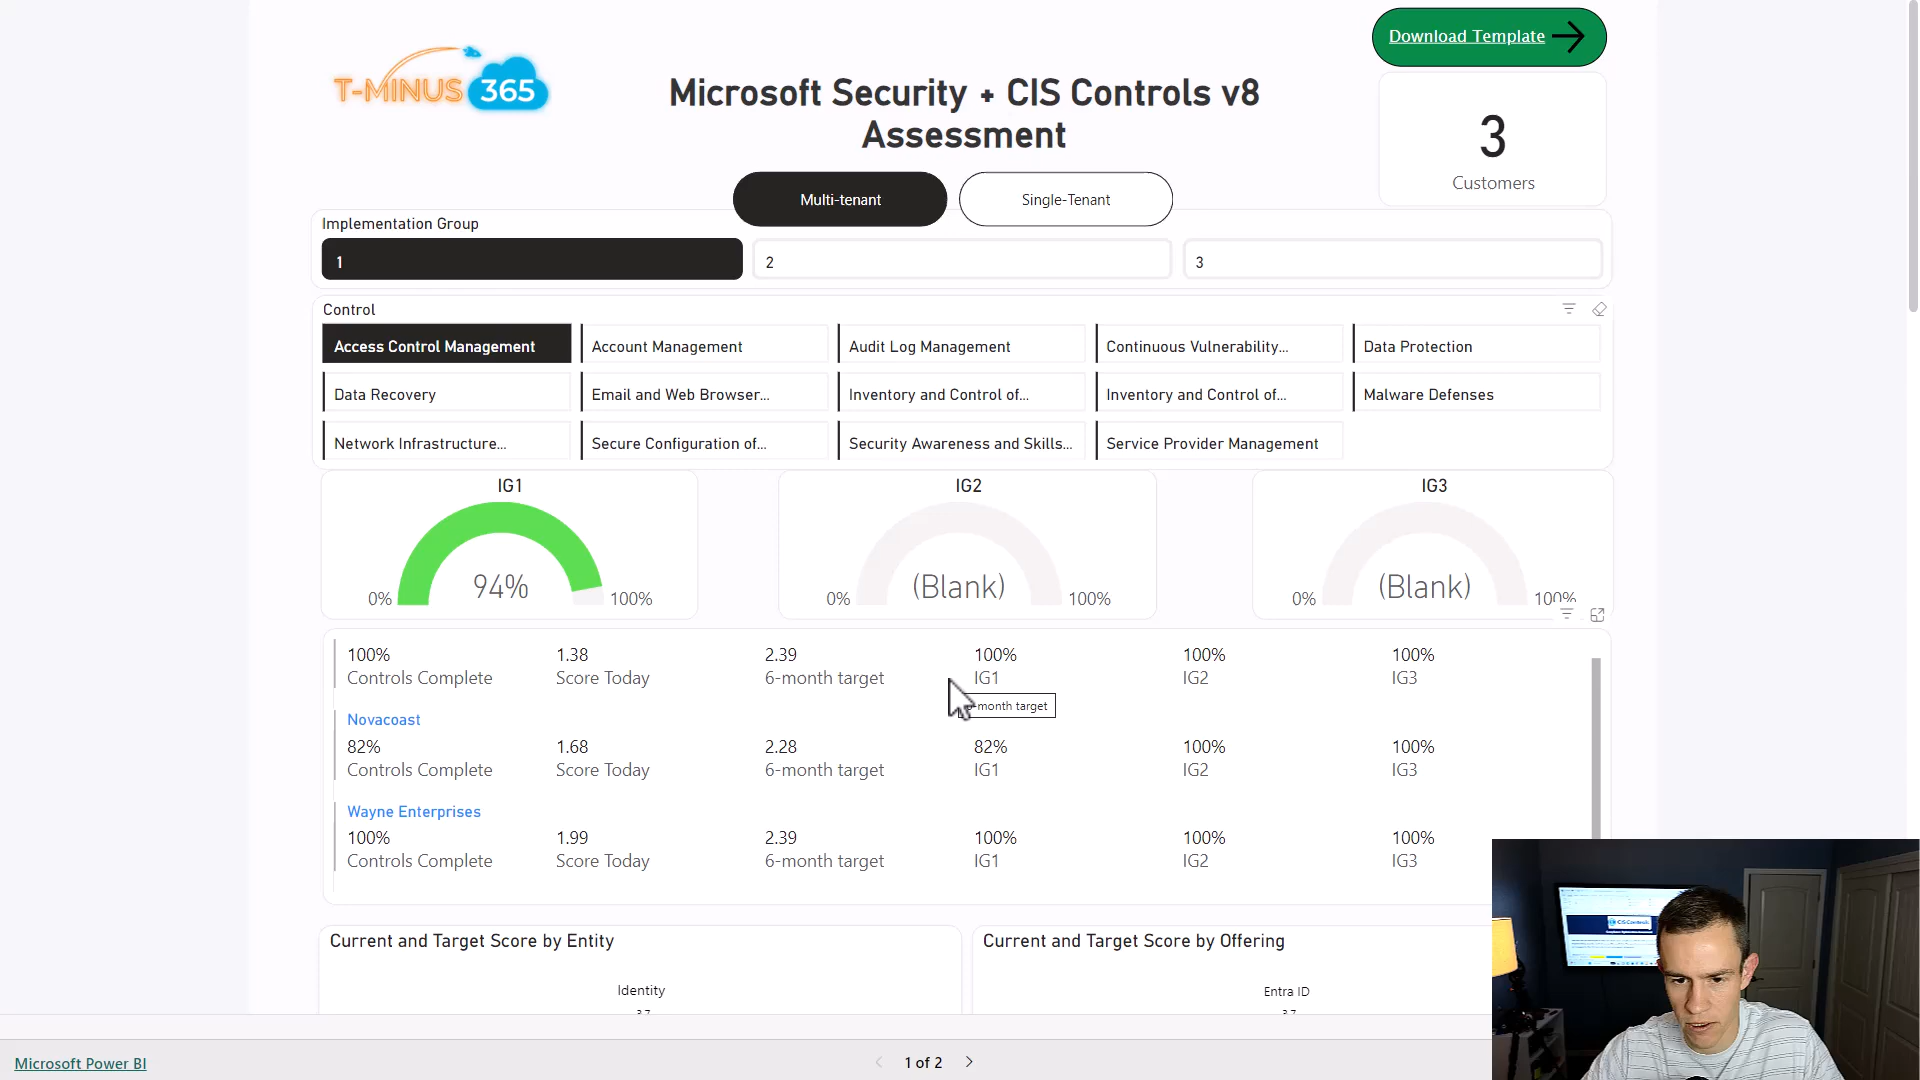 Download Template
T-MINUS 365
Microsoft Security + CIS Controls v8
Assessment
3
Customers
Multi-tenant
Single-Tenant
Implementation Group
1
2
3
Control
Access Control Management
Account Management
Audit Log Management
Continuous Vulnerability...
Data Protection
Data Recovery
Email and Web Browser...
Inventory and Control of...
Inventory and Control of...
Malware Defenses
Network Infrastructure...
Secure Configuration of...
Security Awareness and Skills...
Service Provider Management
IG1
IG2
IG3
94%
0%
100%
(Blank)
0%
100%
(Blank)
0%
100%
100%
1.38
2.39
100%
100%
100%
Controls Complete
Score Today
6-month target
IG1
IG2
IG3
month target
Novacoast
82%
1.68
2.28
82%
100%
100%
Controls Complete
Score Today
6-month target
IG1
IG2
IG3
Wayne Enterprises
100%
1.99
2.39
100%
100%
100%
Controls Complete
Score Today
6-month target
IG1
IG2
IG3
Current and Target Score by Entity
Current and Target Score by Offering
Identity
Entra ID
Microsoft Power BI
1 of 2